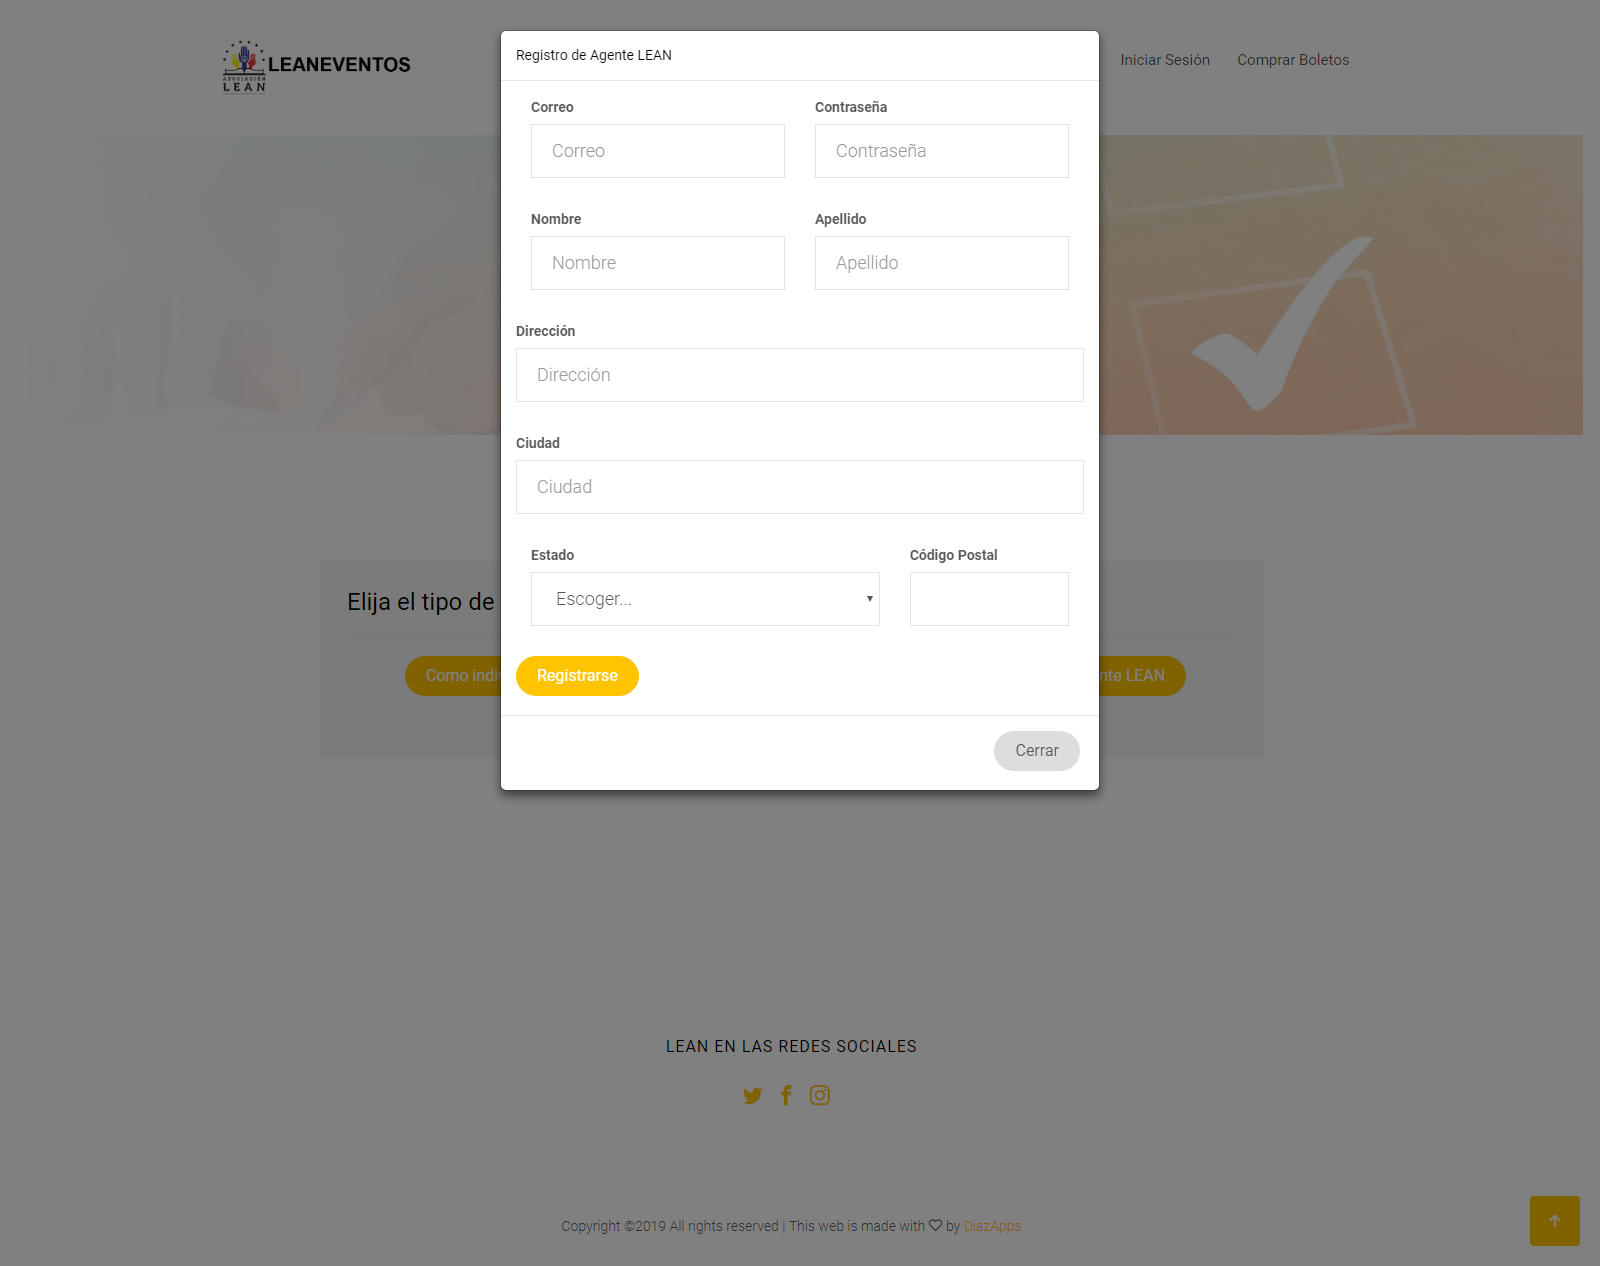 ASOCIACIÓN
LEAN
LEANEVENTOS
Iniciar Sesión
Comprar Boletos
Registro de Agente LEAN
Correo
Contraseña
Correo
Contraseña
Nombre
Apellido
Nombre
Apellido
Dirección
Dirección
Ciudad
Ciudad
Estado
Código Postal
Escoger...
Registrarse
Cerrar
Elija el tipo de
Como
LEAN
LEAN EN LAS REDES SOCIALES
Copyright ©2019 All rights reserved | This web is made with ♡ by DiazApps